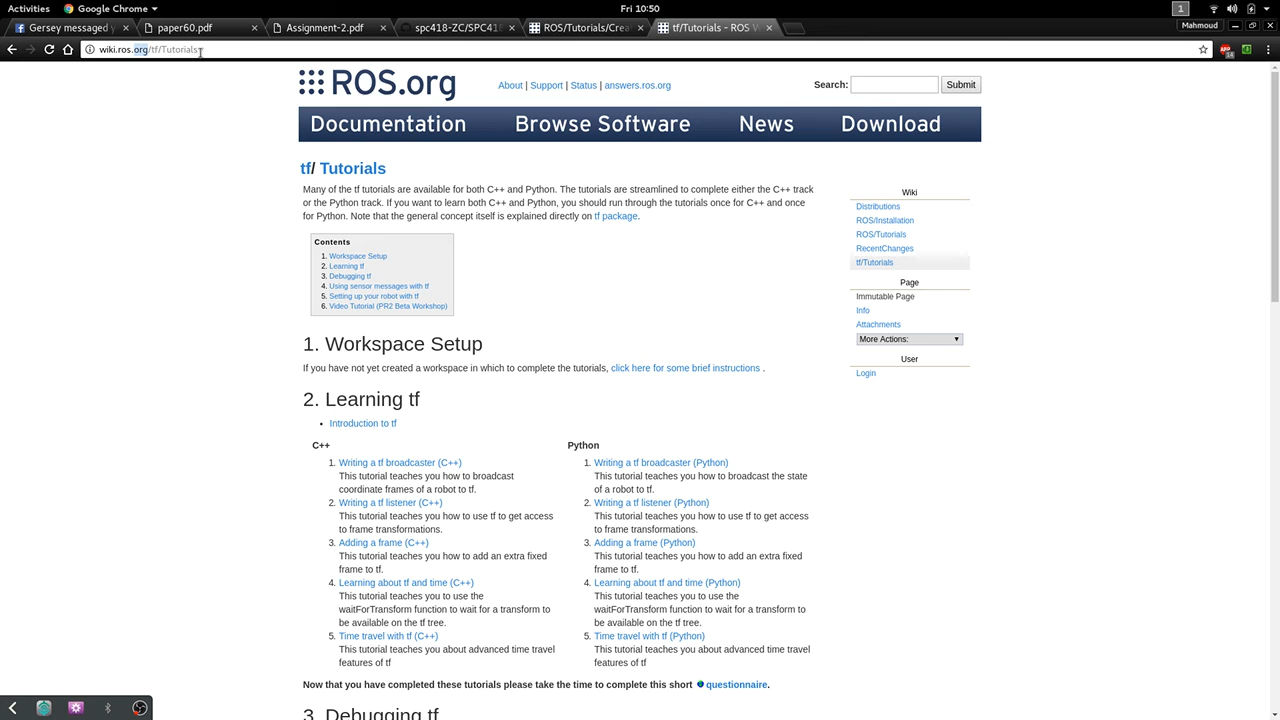 Activities
Google Chrome
Fri 10:50
1
Gersey messaged y
paper60.pdf
Assignment-2.pdf
spc418-ZC/SPC418
ROS/Tutorials/Creat
tf/Tutorials - ROS W
Mahmoud
wiki.ros.org/tf/Tutorials
ROS.org
About | Support | Status | answers.ros.org
Search:
Submit
Documentation
Browse Software
News
Download
tf/ Tutorials
Many of the tf tutorials are available for both C++ and Python. The tutorials are streamlined to complete either the C++ track
or the Python track. If you want to learn both C++ and Python, you should run through the tutorials once for C++ and once
for Python. Note that the general concept itself is explained directly on tf package.
Contents
1. Workspace Setup
2. Learning tf
3. Debugging tf
4. Using sensor messages with tf
5. Setting up your robot with tf
6. Video Tutorial (PR2 Beta Workshop)
Wiki
Distributions
ROS/Installation
ROS/Tutorials
RecentChanges
tf/Tutorials
Page
Immutable Page
Info
Attachments
More Actions:
User
Login
1. Workspace Setup
If you have not yet created a workspace in which to complete the tutorials, click here for some brief instructions .
2. Learning tf
• Introduction to tf
C++
1. Writing a tf broadcaster (C++)
This tutorial teaches you how to broadcast
coordinate frames of a robot to tf.
2. Writing a tf listener (C++)
This tutorial teaches you how to use tf to get access
to frame transformations.
3. Adding a frame (C++)
This tutorial teaches you how to add an extra fixed
frame to tf.
4. Learning about tf and time (C++)
This tutorial teaches you to use the
waitForTransform function to wait for a transform to
be available on the tf tree.
5. Time travel with tf (C++)
This tutorial teaches you about advanced time travel
features of tf
Python
1. Writing a tf broadcaster (Python)
This tutorial teaches you how to broadcast the state
of a robot to tf.
2. Writing a tf listener (Python)
This tutorial teaches you how to use tf to get access
to frame transformations.
3. Adding a frame (Python)
This tutorial teaches you how to add an extra fixed
frame to tf.
4. Learning about tf and time (Python)
This tutorial teaches you to use the
waitForTransform function to wait for a transform to
be available on the tf tree.
5. Time travel with tf (Python)
This tutorial teaches you about advanced time travel
features of tf
Now that you have completed these tutorials please take the time to complete this short questionnaire.
3. Debugging tf